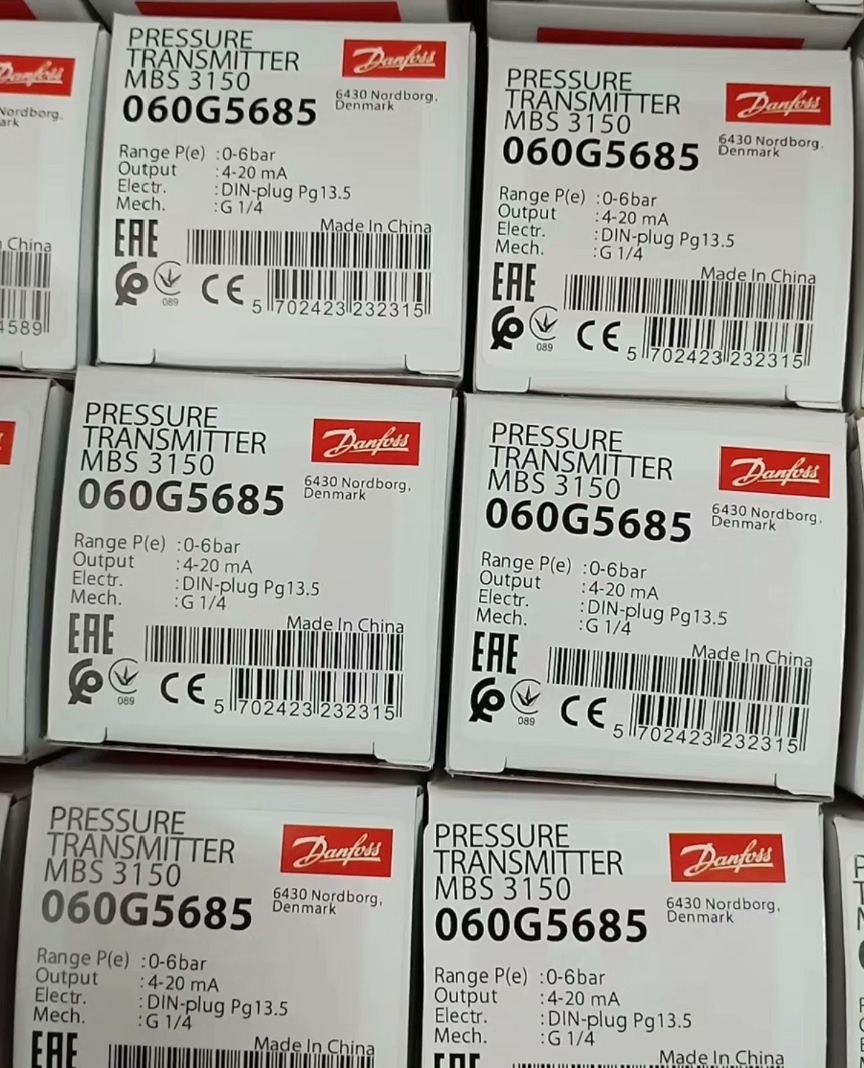 Danfoss
Nordborg,
ark
China
4589
PRESSURE
TRANSMITTER
MBS 3150
060G5685
Danfoss
6430 Nordborg,
Denmark
Range P(e) :0-6bar
Output :4-20 mA
Electr. :DIN-plug Pg13.5
Mech. :G 1/4
Made In China
EAC
089
CE
5 702423 232315
PRESSURE
TRANSMITTER
MBS 3150
060G5685
Danfoss
6430 Nordborg,
Denmark
Range P(e) :0-6bar
Output :4-20 mA
Electr. :DIN-plug Pg13.5
Mech. :G 1/4
Made In China
EAC
089
CE
5 702423 232315
PRESSURE
TRANSMITTER
MBS 3150
060G5685
Danfoss
6430 Nordborg,
Denmark
Range P(e) :0-6bar
Output :4-20 mA
Electr. :DIN-plug Pg13.5
Mech. :G 1/4
Made In China
EAC
089
CE
5 702423 232315
PRESSURE
TRANSMITTER
MBS 3150
060G5685
Danfoss
6430 Nordborg,
Denmark
Range P(e) :0-6bar
Output :4-20 mA
Electr. :DIN-plug Pg13.5
Mech. :G 1/4
Made In China
EAC
089
CE
5 702423 232315
PRESSURE
TRANSMITTER
MBS 3150
060G5685
Danfoss
6430 Nordborg,
Denmark
Range P(e) :0-6bar
Output :4-20 mA
Electr. :DIN-plug Pg13.5
Mech. :G 1/4
Made In China
EAC
PRESSURE
TRANSMITTER
MBS 3150
060G5685
Danfoss
6430 Nordborg,
Denmark
Range P(e) :0-6bar
Output :4-20 mA
Electr. :DIN-plug Pg13.5
Mech. :G 1/4
Made In China
EAC